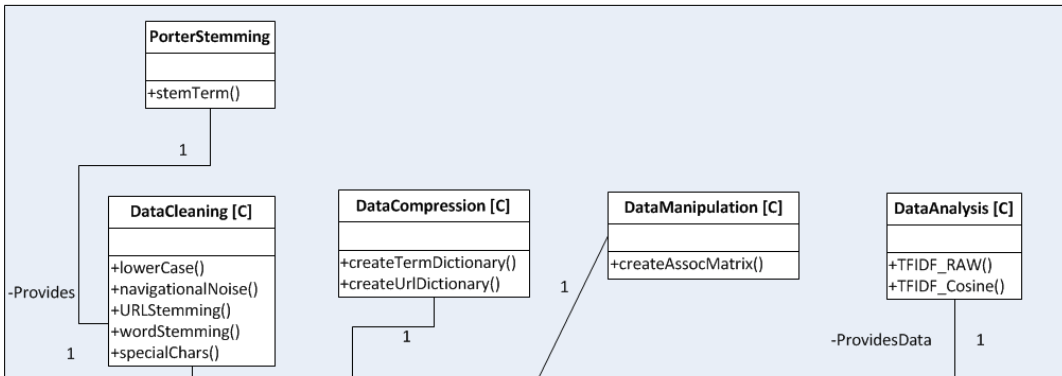 PorterStemming
+stemTerm()
1
DataCleaning [C]
+lowerCase()
+navigationalNoise()
+URLStemming()
+wordStemming()
+specialChars()
-Provides
1
DataCompression [C]
+createTermDictionary()
+createUrlDictionary()
1
DataManipulation [C]
+createAssocMatrix()
1
DataAnalysis [C]
+TFIDF_RAW()
+TFIDF_Cosine()
-ProvidesData
1